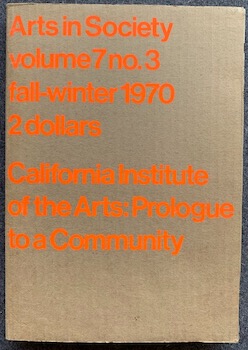 Arts in Society
volume 7 no. 3
fall-winter 1970
2 dollars
California Institute
of the Arts: Prologue
to a Community